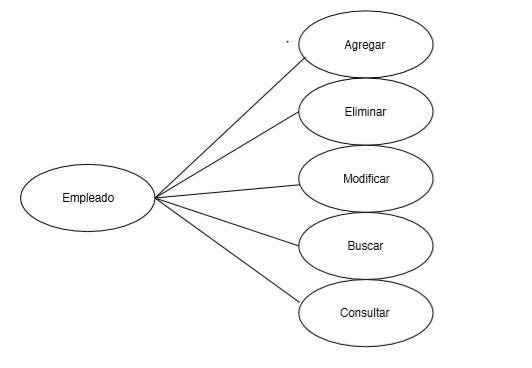 Agregar
Eliminar
Empleado
Modificar
Buscar
Consultar